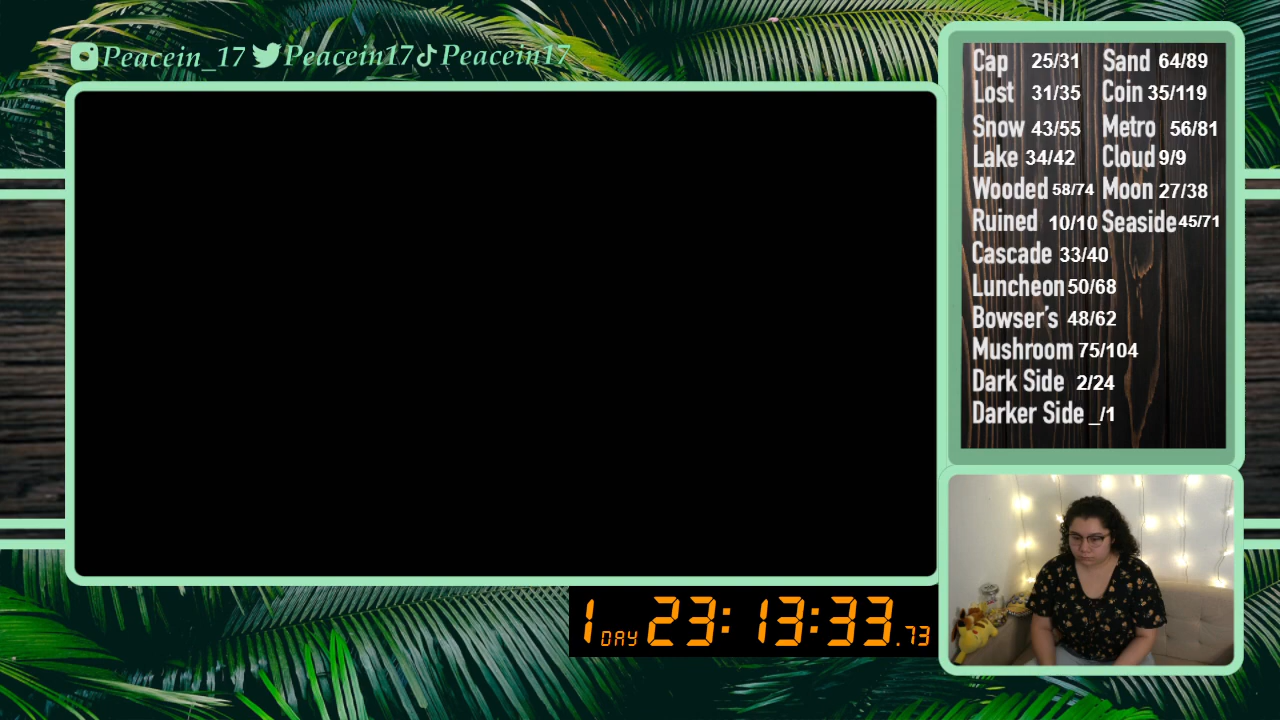 Peacein_17 Peacein17 Peacein17
Cap 25/31 Sand 64/89
Lost 31/35 Coin 35/119
Snow 43/55 Metro 56/81
Lake 34/42 Cloud 9/9
Wooded 58/74 Moon 27/38
Ruined 10/10 Seaside 45/71
Cascade 33/40
Luncheon 50/68
Bowser's 48/62
Mushroom 75/104
Dark Side 2/24
Darker Side _/1
1 DAY 23:13:33.73